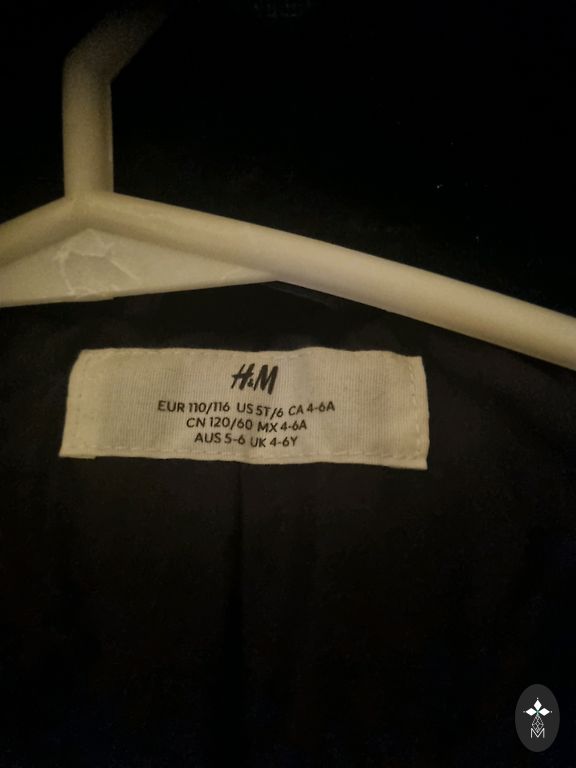 H&M
EUR 110/116 US 5T/6 CA 4-6A
CN 120/60 MX 4-6A
AUS 5-6 UK 4-6Y
M